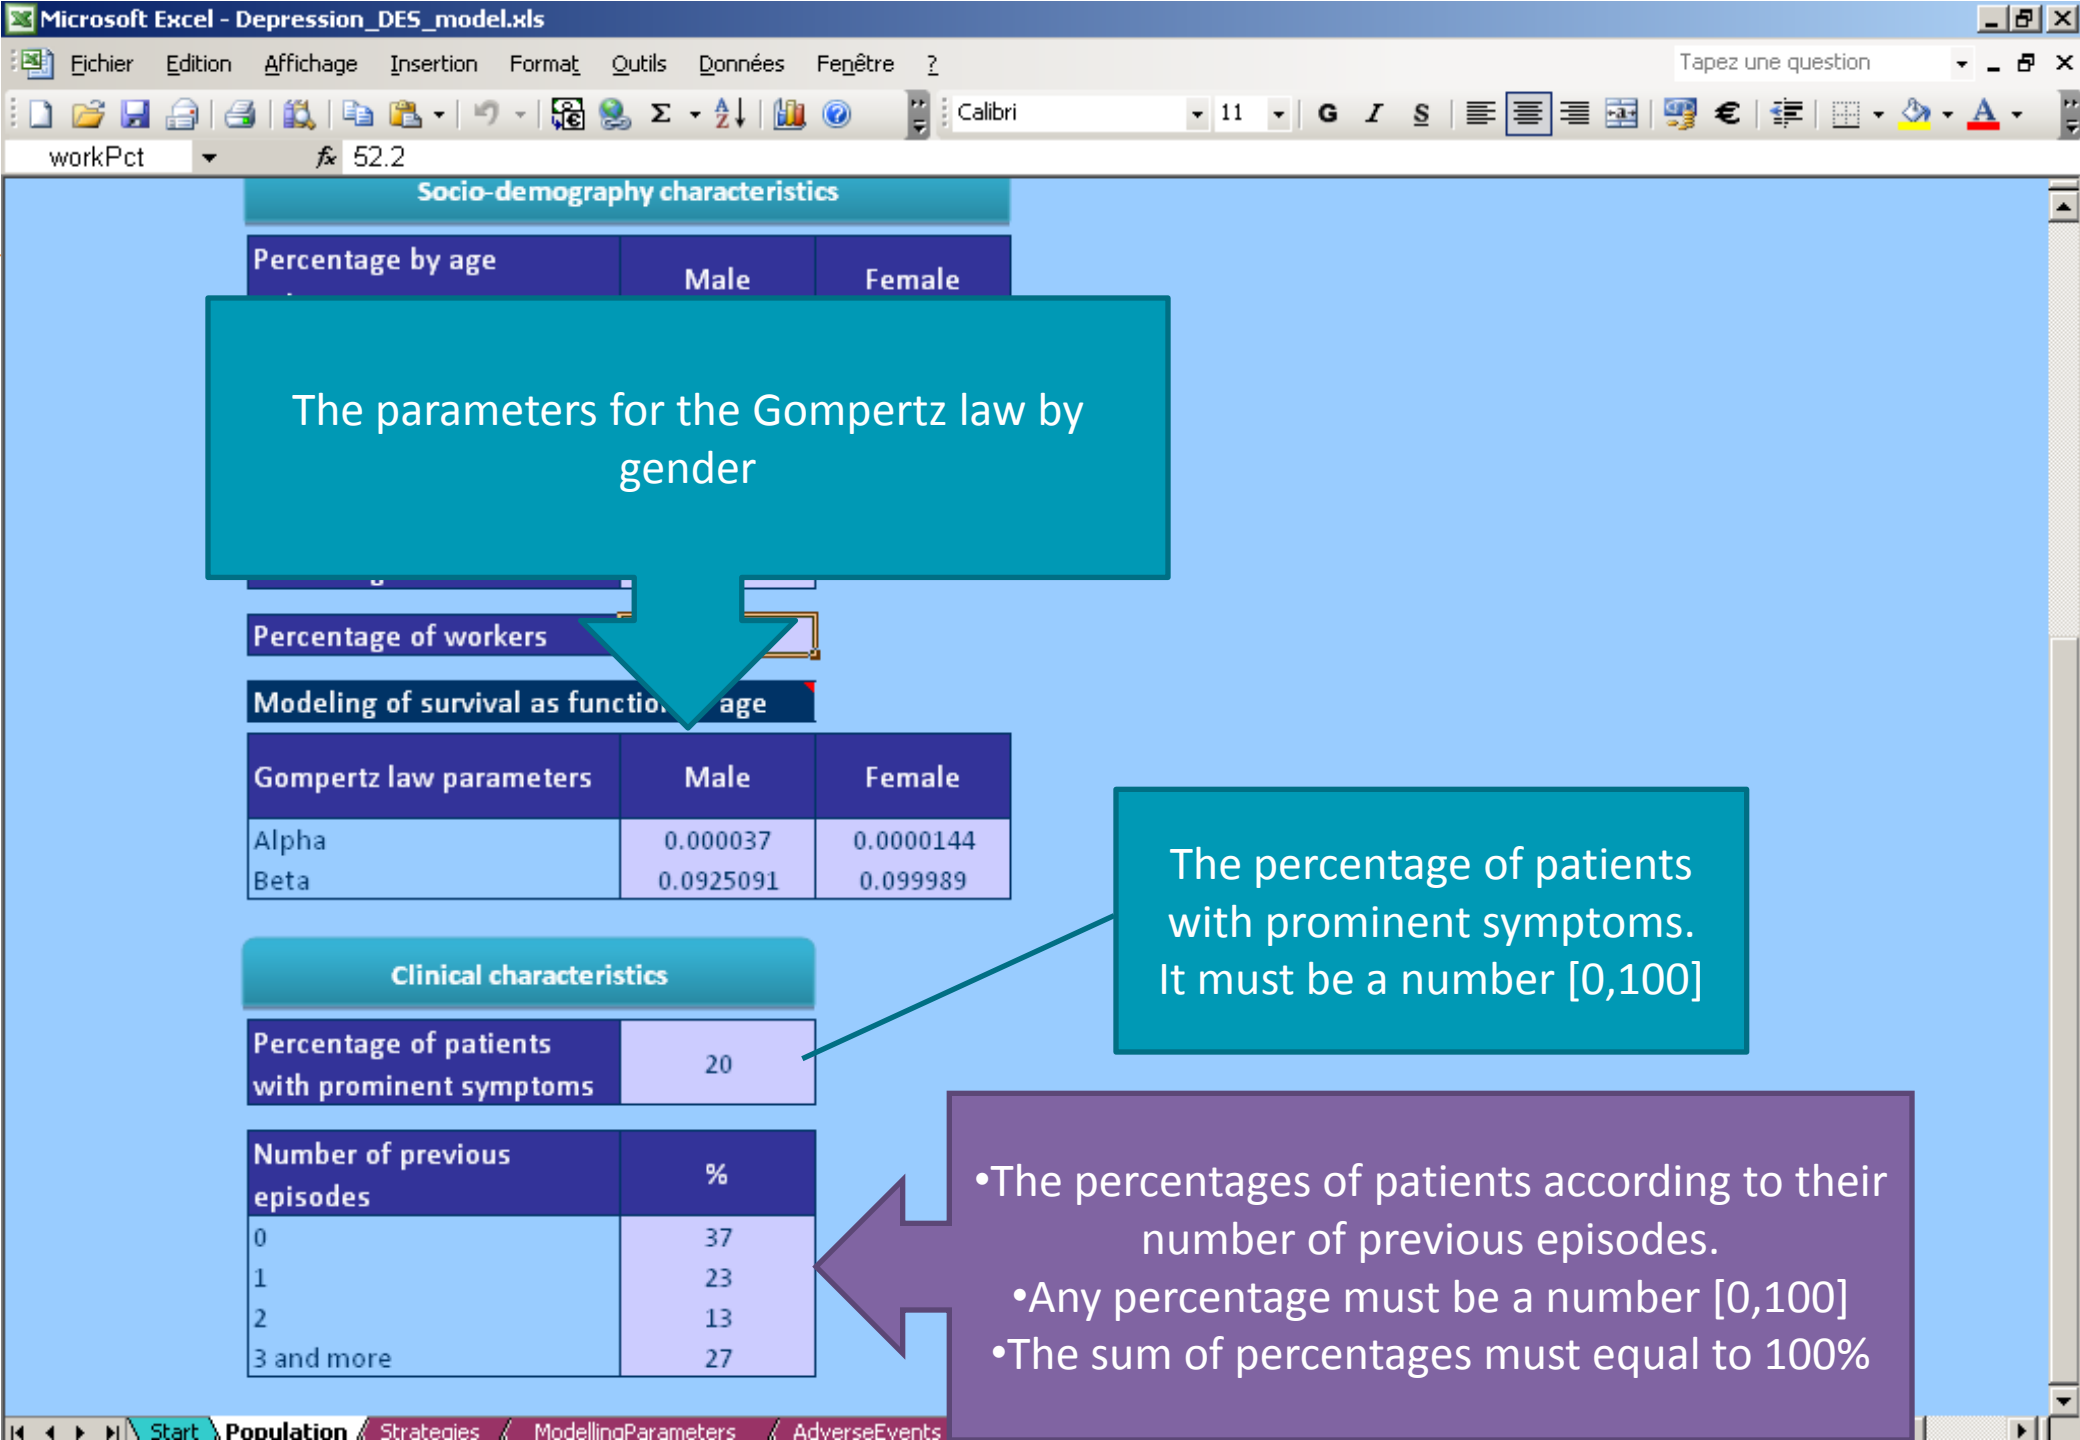 Microsoft Excel - Depression_DES_model.xls
Fichier Edition Affichage Insertion Format Outils Données Fenêtre ? Tapez une question
Calibri 11 G I S
workPct fx 52.2
Socio-demography characteristics
Percentage by age Male Female
The parameters for the Gompertz law by
gender
Percentage of workers
Modeling of survival as function age
Gompertz law parameters Male Female
Alpha 0.000037 0.0000144
Beta 0.0925091 0.099989
The percentage of patients
with prominent symptoms.
It must be a number [0,100]
Clinical characteristics
Percentage of patients
with prominent symptoms 20
Number of previous
episodes %
0 37
1 23
2 13
3 and more 27
•The percentages of patients according to their
number of previous episodes.
•Any percentage must be a number [0,100]
•The sum of percentages must equal to 100%
Start Population Strategies ModellingParameters AdverseEvents